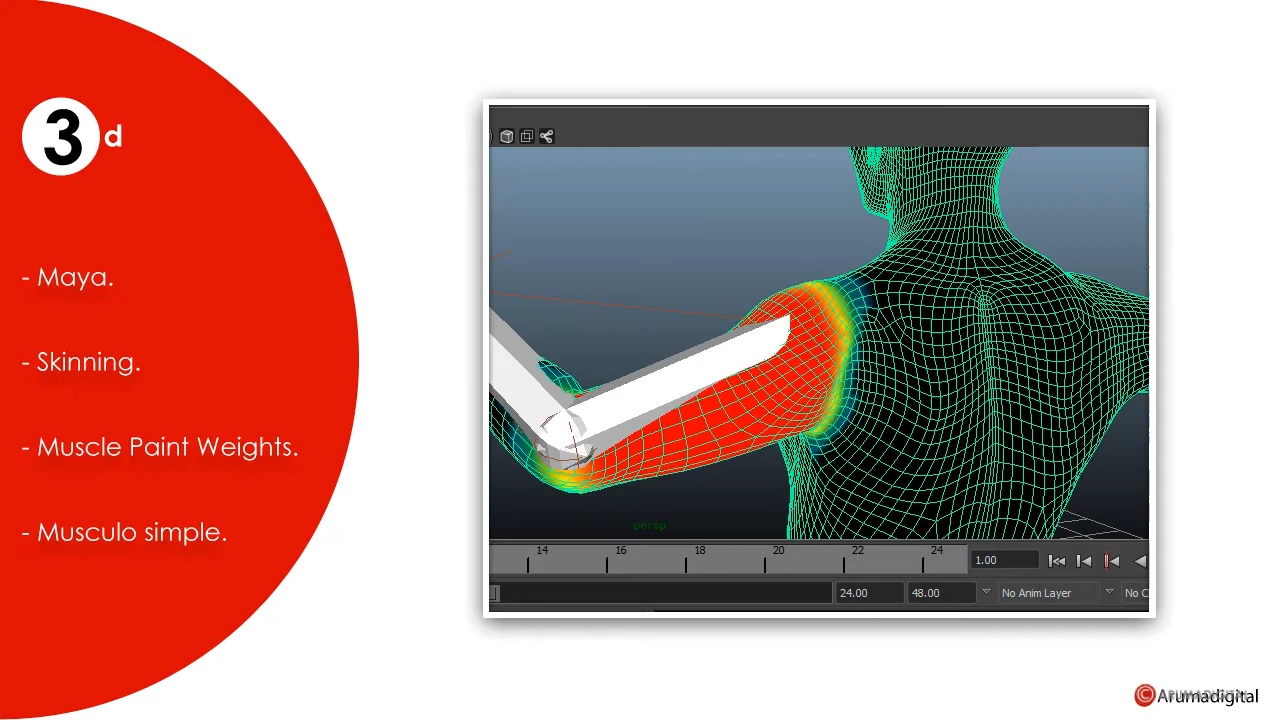 3d
- Maya.
- Skinning.
- Muscle Paint Weights.
- Musculo simple.
persp
14 16 18 20 22 24 1.00
24.00 48.00 No Anim Layer No C
© Arumadigital